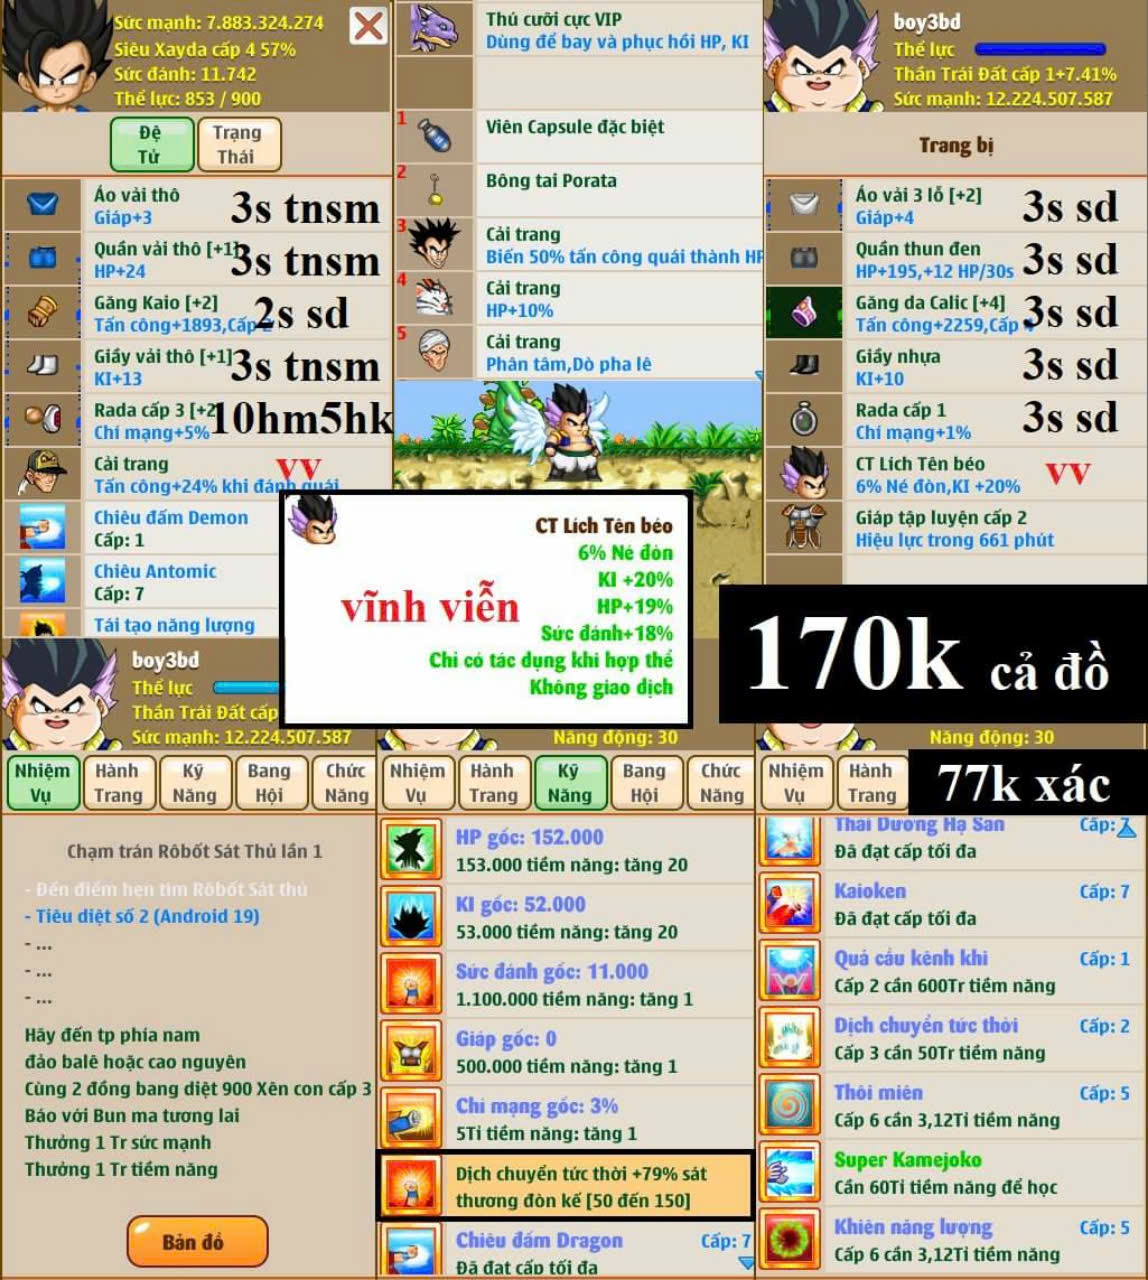 Sức mạnh: 7.883.324.274
Siêu Xayda cấp 4 57%
Sức đánh: 11.742
Thể lực: 853 / 900
Đệ
Tử
Trạng
Thái
Áo vải thô
Giáp+3
3s tnsm
Quần vải thô [+1]
HP+24
3s tnsm
Găng Kaio [+2]
Tấn công+1893,Cấp
2s sd
Giầy vải thô [+1]
KI+13
3s tnsm
Rada cấp 3 [+2
Chí mạng+5%
10hm5hk
Cải trang
Tấn công+24% khi đánh quái
vv
Chiêu đấm Demon
Cấp: 1
Chiêu Antomic
Cấp: 7
Tái tạo năng lượng
Thú cưỡi cực VIP
Dùng để bay và phục hồi HP, KI
1
Viên Capsule đặc biệt
2
Bông tai Porata
3
Cải trang
Biến 50% tấn công quái thành HP
4
Cải trang
HP+10%
5
Cải trang
Phân tâm,Dò pha lê
boy3bd
Thể lực
Thần Trái Đất cấp 1+7.41%
Sức mạnh: 12.224.507.587
Trang bị
Áo vải 3 lỗ [+2]
Giáp+4
3s sd
Quần thun đen
HP+195,+12 HP/30s
3s sd
Găng da Calic [+4]
Tấn công+2259,Cấp
3s sd
Giầy nhựa
KI+10
3s sd
Rada cấp 1
Chí mạng+1%
3s sd
CT Lích Tên béo
6% Né đòn,KI +20%
vv
Giáp tập luyện cấp 2
Hiệu lực trong 661 phút
CT Lích Tên béo
6% Né đòn
KI +20%
HP+19%
Sức đánh+18%
Chỉ có tác dụng khi hợp thể
Không giao dịch
vĩnh viễn
170k cả đồ
77k xác
boy3bd
Thể lực
Thần Trái Đất cấp
Sức mạnh: 12.224.507.587
Nhiệm
Vụ
Hành
Trang
Kỹ
Năng
Bang
Hội
Chức
Năng
Chạm trán Rôbốt Sát Thủ lần 1
- Đến điểm hẹn tìm Rôbốt Sát thủ
- Tiêu diệt số 2 (Android 19)
- ...
- ...
- ...
Hãy đến tp phía nam
đảo balê hoặc cao nguyên
Cùng 2 đồng bang diệt 900 Xên con cấp 3
Báo với Bun ma tương lai
Thưởng 1 Tr sức mạnh
Thưởng 1 Tr tiềm năng
Bản đồ
Năng động: 30
Nhiệm
Vụ
Hành
Trang
Kỹ
Năng
Bang
Hội
Chức
Năng
HP gốc: 152.000
153.000 tiềm năng: tăng 20
KI gốc: 52.000
53.000 tiềm năng: tăng 20
Sức đánh gốc: 11.000
1.100.000 tiềm năng: tăng 1
Giáp gốc: 0
500.000 tiềm năng: tăng 1
Chí mạng gốc: 3%
5Tỉ tiềm năng: tăng 1
Dịch chuyển tức thời +79% sát
thương đòn kế [50 đến 150]
Chiêu đấm Dragon
Cấp: 7
Đã đạt cấp tối đa
Năng động: 30
Nhiệm
Vụ
Hành
Trang
Thái Dương Hạ San
Cấp: 7
Đã đạt cấp tối đa
Kaioken
Cấp: 7
Đã đạt cấp tối đa
Quả cầu kênh khi
Cấp: 1
Cấp 2 cần 600Tr tiềm năng
Dịch chuyển tức thời
Cấp: 2
Cấp 3 cần 50Tr tiềm năng
Thôi miên
Cấp: 5
Cấp 6 cần 3,12Tỉ tiềm năng
Super Kamejoko
Cần 60Tỉ tiềm năng để học
Khiên năng lượng
Cấp: 5
Cấp 6 cần 3,12Tỉ tiềm năng